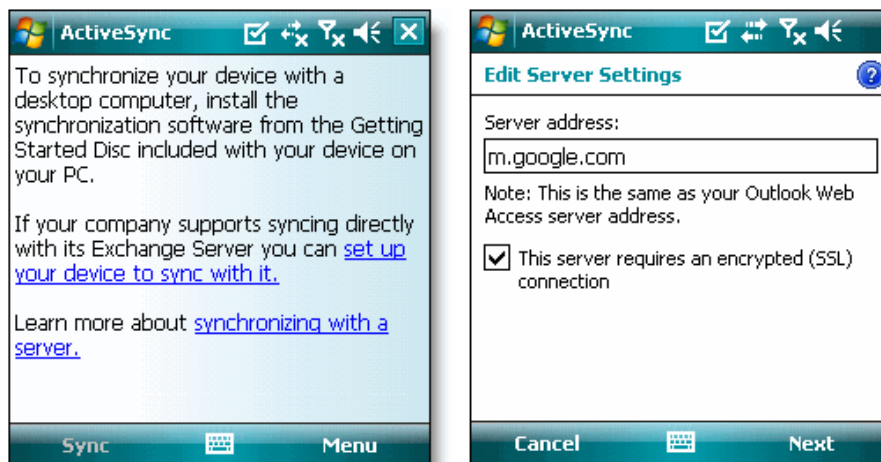 ActiveSync
To synchronize your device with a
desktop computer, install the
synchronization software from the Getting
Started Disc included with your device on
your PC.
If your company supports syncing directly
with its Exchange Server you can set up
your device to sync with it.
Learn more about synchronizing with a
server.
Sync
Menu
ActiveSync
Edit Server Settings
?
Server address:
m.google.com
Note: This is the same as your Outlook Web
Access server address.
This server requires an encrypted (SSL)
connection
Cancel
Next